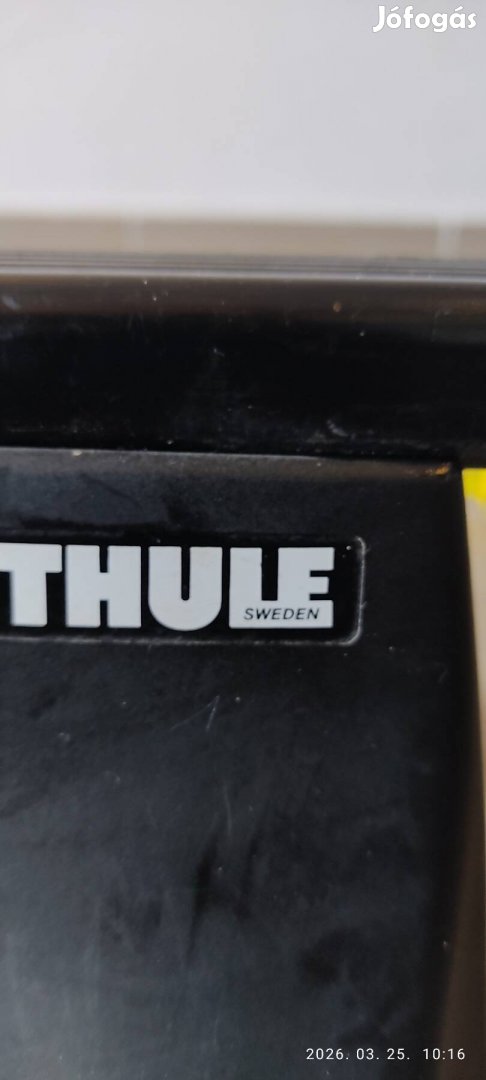 Jófogás
THULE
SWEDEN
2026. 03. 25. 10:16